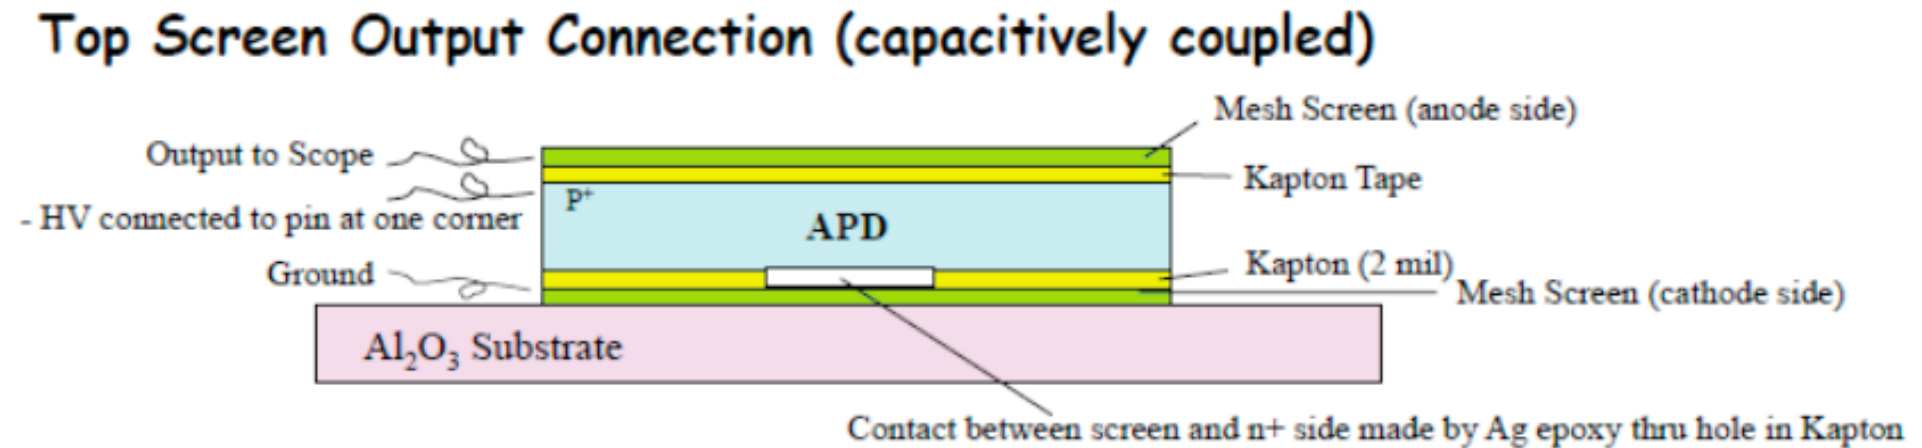 Top Screen Output Connection (capacitively coupled)
Mesh Screen (anode side)
Output to Scope
Kapton Tape
P⁺
- HV connected to pin at one corner
APD
Kapton (2 mil)
Ground
Mesh Screen (cathode side)
Al₂O₃ Substrate
Contact between screen and n+ side made by Ag epoxy thru hole in Kapton